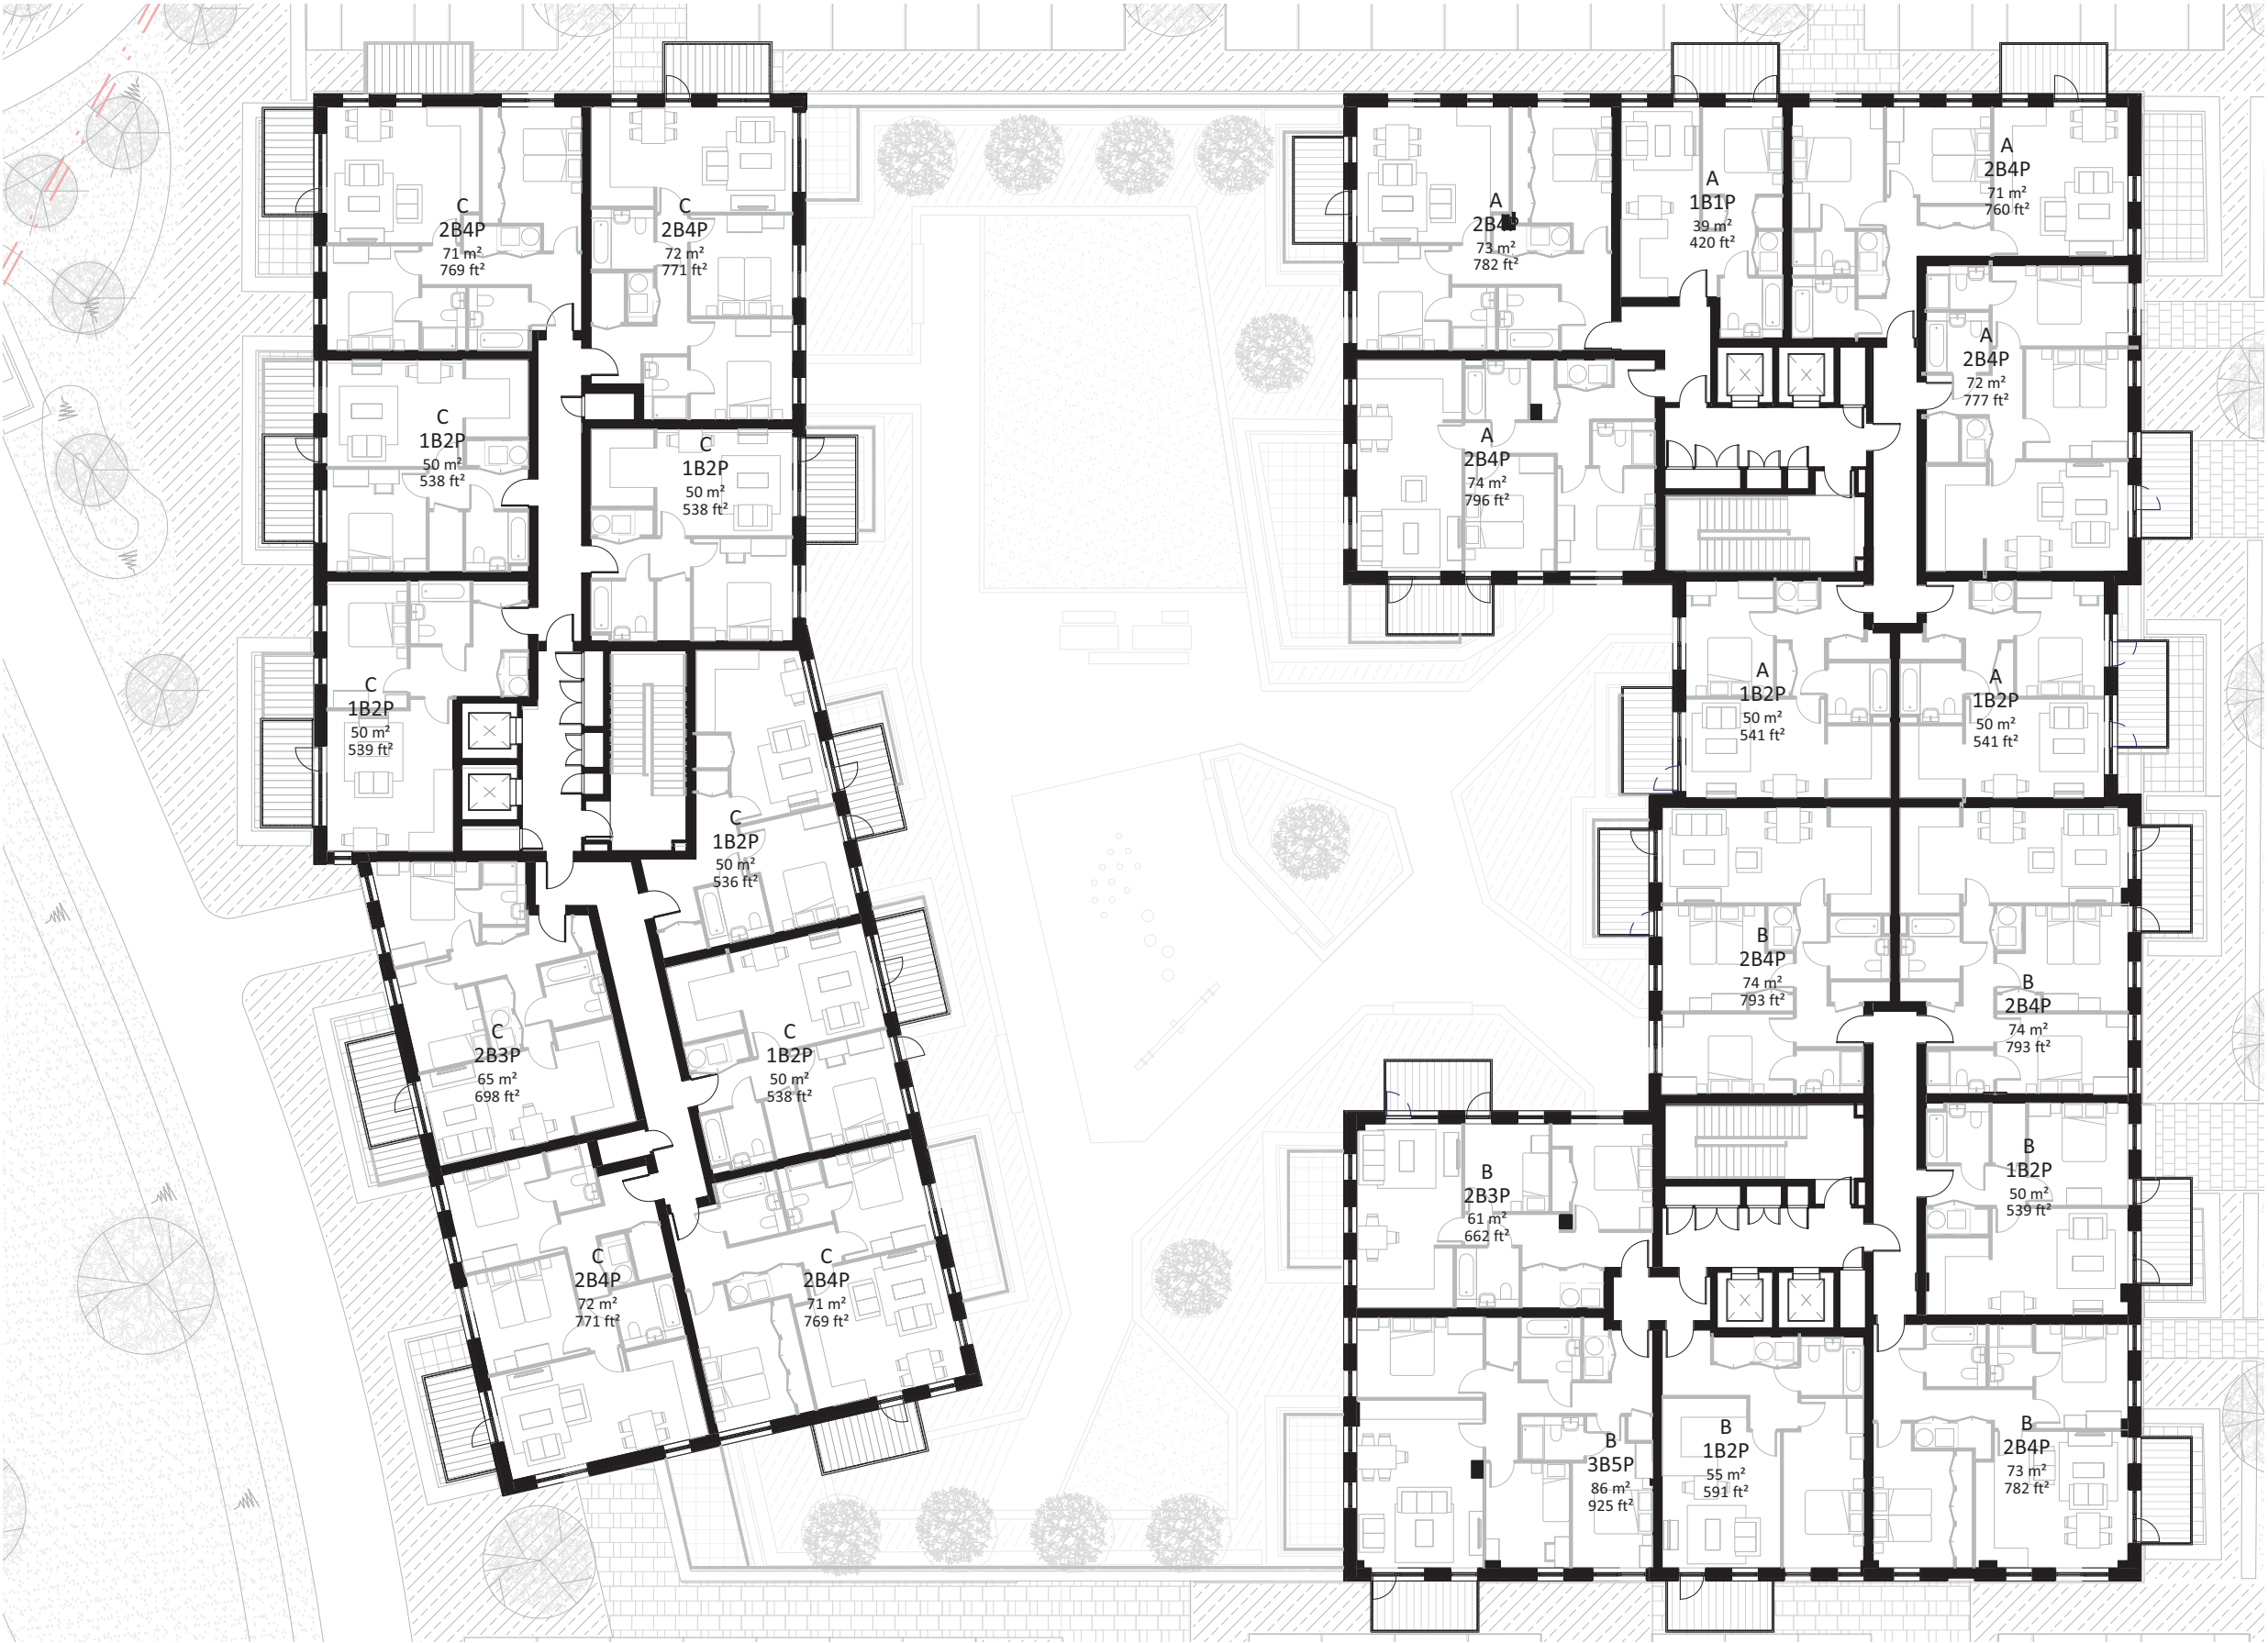 C
2B4P
71 m²
769 ft²
C
2B4P
72 m²
771 ft²
C
1B2P
50 m²
538 ft²
C
1B2P
50 m²
538 ft²
C
1B2P
50 m²
539 ft²
C
1B2P
50 m²
536 ft²
C
2B3P
65 m²
698 ft²
C
1B2P
50 m²
538 ft²
C
2B4P
72 m²
771 ft²
C
2B4P
71 m²
769 ft²
A
2B4P
73 m²
782 ft²
A
1B1P
39 m²
420 ft²
A
2B4P
71 m²
760 ft²
A
2B4P
72 m²
777 ft²
A
2B4P
74 m²
796 ft²
A
1B2P
50 m²
541 ft²
A
1B2P
50 m²
541 ft²
B
2B4P
74 m²
793 ft²
B
2B4P
74 m²
793 ft²
B
2B3P
61 m²
662 ft²
B
1B2P
50 m²
539 ft²
B
3B5P
86 m²
925 ft²
B
1B2P
55 m²
591 ft²
B
2B4P
73 m²
782 ft²